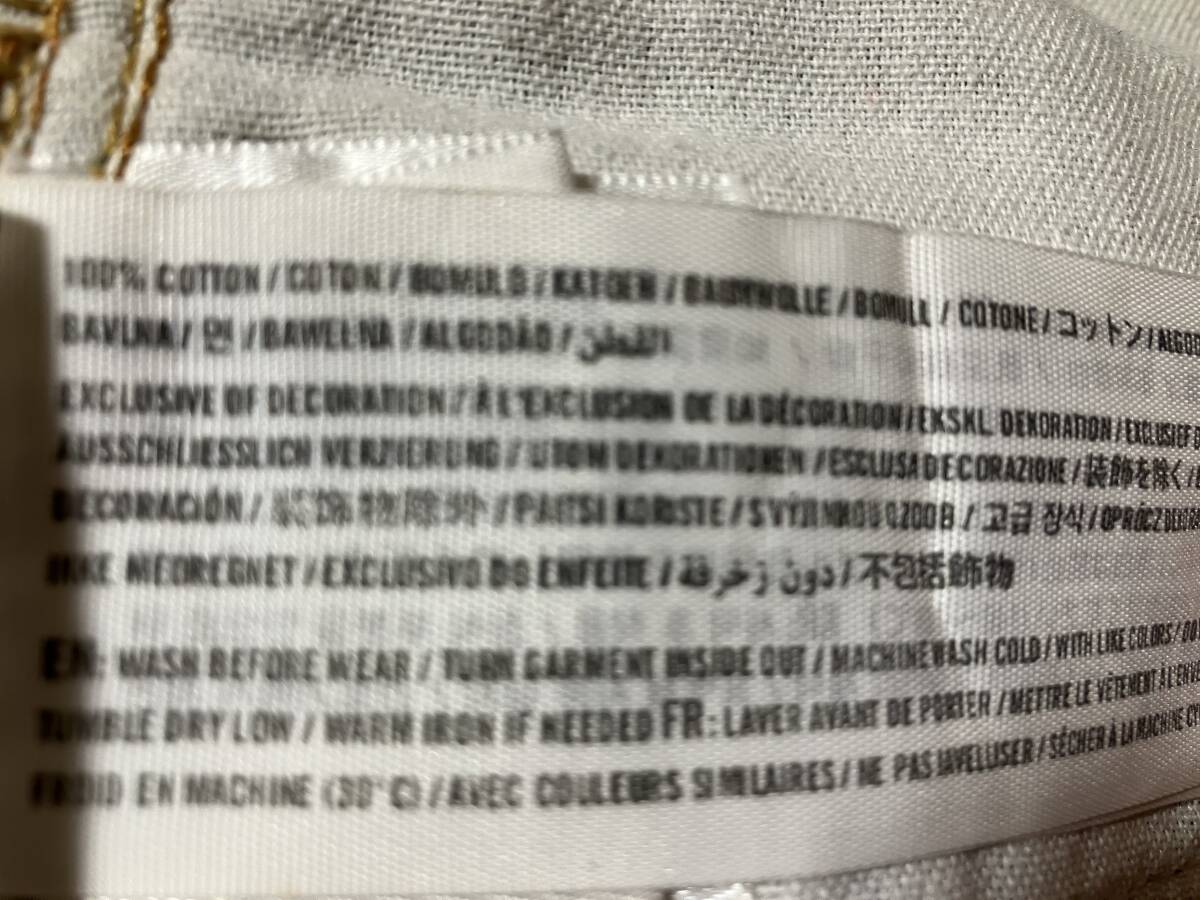 100% COTTON / COTON / BOMULD / KATOEN / BAUMWOLLE / BOMULL / COTONE / コットン /
BAVLNA / 면 / BAWEŁNA / ALGODÃO / القطن
EXCLUSIVE OF DECORATION / À L'EXCLUSION DE LA DÉCORATION / EKSKL DEKORATION /
AUSSCHLIESSLICH VERZIERUNG / UTOM DEKORATIONEN / ESCLUSA DECORAZIONE / 装飾を除く /
DECORACIÓN / 装飾物除外 / PAITSI KORISTE / 고급 장식 /
IKKE MEDREGNET / EXCLUSIVO DO ENFEITE / دون زخرفة / 不包括飾物
EN: WASH BEFORE WEAR / TURN GARMENT INSIDE OUT / MACHINE WASH COLD / WITH LIKE COLORS /
TUMBLE DRY LOW / WARM IRON IF NEEDED FR: LAVER AVANT DE PORTER / METTRE LE VÊTEMENT À
FROID EN MACHINE (30°C) / AVEC COULEURS SIMILAIRES / NE PAS JAVELLISER / SÉCHER À LA MACHINE